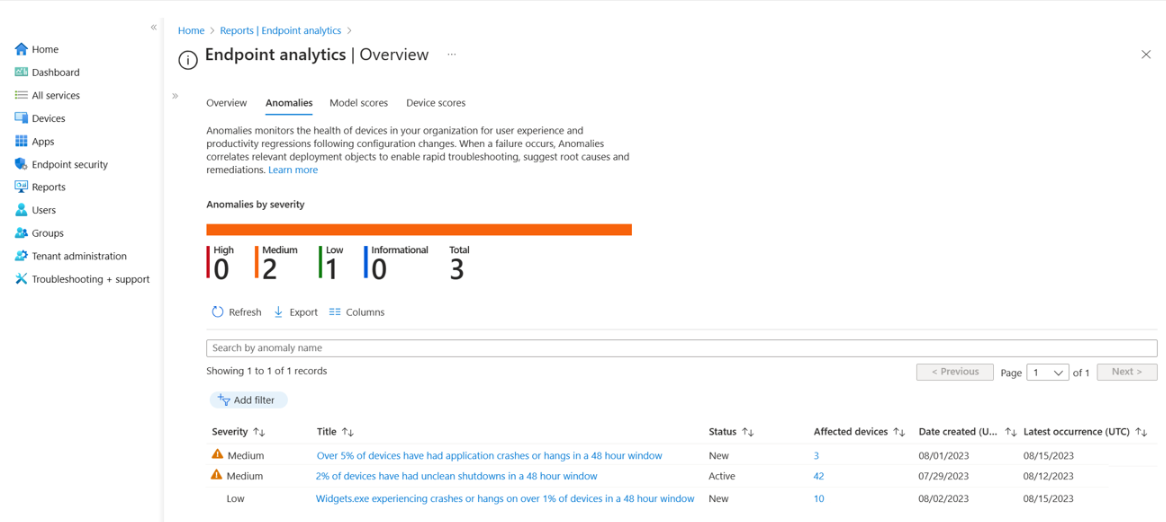 «
Home > Reports | Endpoint analytics >
Endpoint analytics | Overview ...
Home
Dashboard
All services
Devices
Apps
Endpoint security
Reports
Users
Groups
Tenant administration
Troubleshooting + support
»
Overview Anomalies Model scores Device scores
Anomalies monitors the health of devices in your organization for user experience and
productivity regressions following configuration changes. When a failure occurs, Anomalies
correlates relevant deployment objects to enable rapid troubleshooting, suggest root causes and
remediations. Learn more
Anomalies by severity
High Medium Low Informational Total
0 2 1 0 3
Refresh Export Columns
Search by anomaly name
Showing 1 to 1 of 1 records
< Previous Page 1 of 1 Next >
Add filter
Severity ↑↓ Title ↑↓ Status ↑↓ Affected devices ↑↓ Date created (U... ↑↓ Latest occurrence (UTC) ↑↓
Medium Over 5% of devices have had application crashes or hangs in a 48 hour window New 3 08/01/2023 08/15/2023
Medium 2% of devices have had unclean shutdowns in a 48 hour window Active 42 07/29/2023 08/12/2023
Low Widgets.exe experiencing crashes or hangs on over 1% of devices in a 48 hour window New 10 08/02/2023 08/15/2023